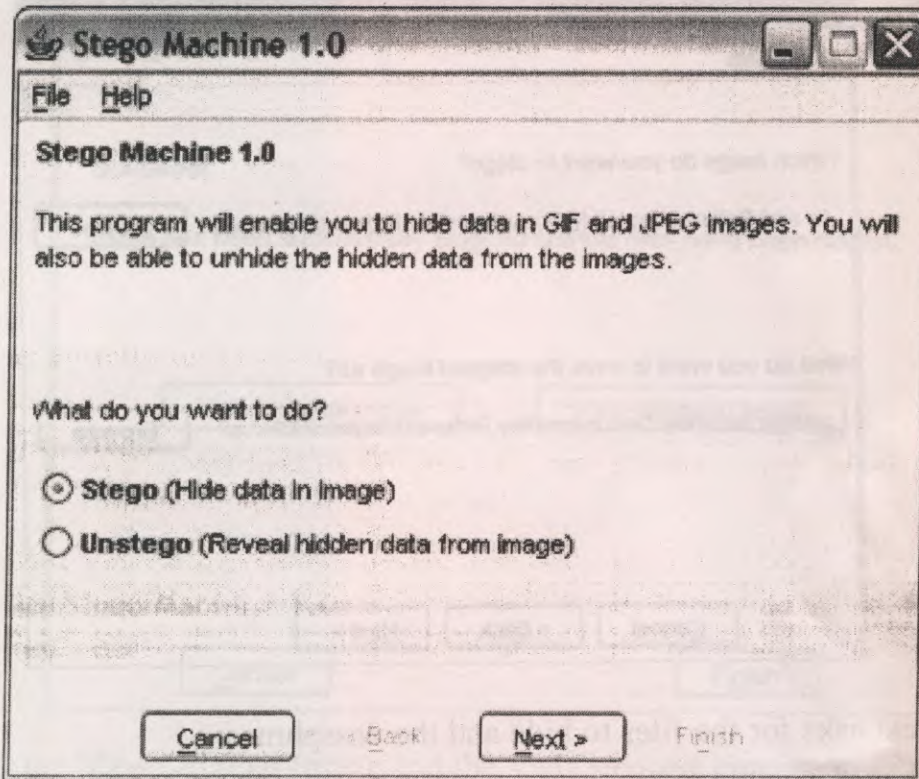 Stego Machine 1.0
File Help
Stego Machine 1.0
This program will enable you to hide data in GIF and JPEG images. You will
also be able to unhide the hidden data from the images.
What do you want to do?
Stego (Hide data in image)
Unstego (Reveal hidden data from image)
Cancel Back Next > Finish